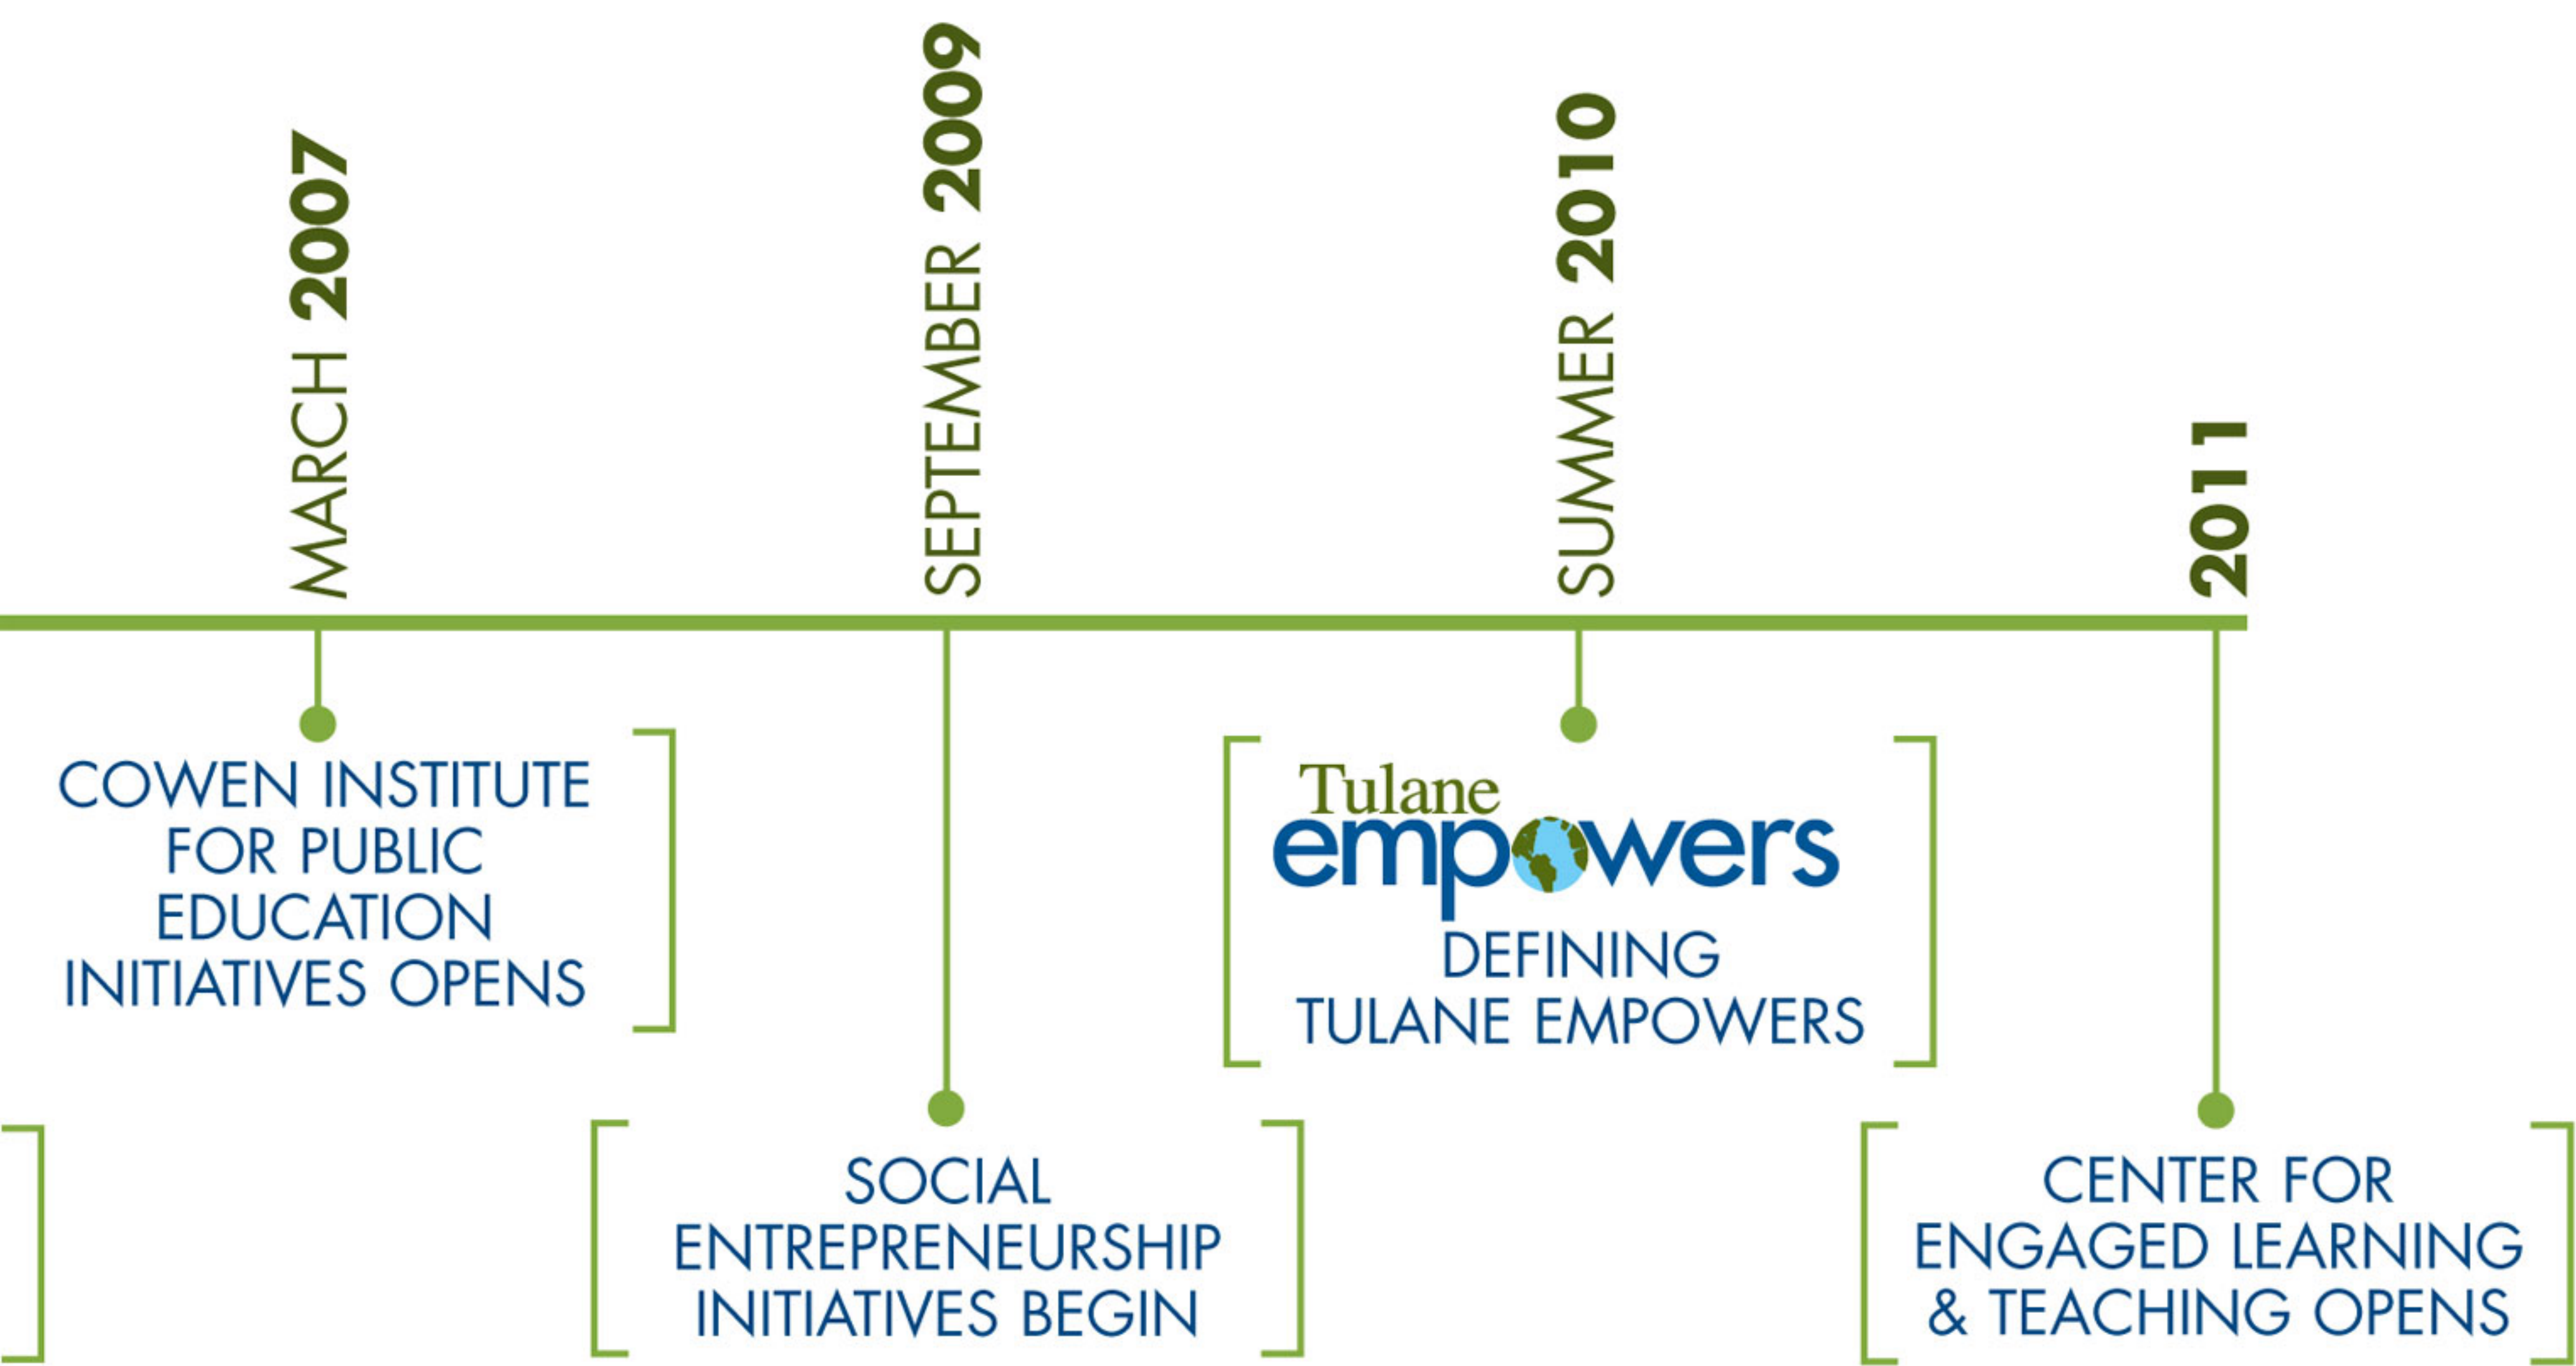 MARCH 2007
SEPTEMBER 2009
SUMMER 2010
2011
COWEN INSTITUTE
FOR PUBLIC
EDUCATION
INITIATIVES OPENS
SOCIAL
ENTREPRENEURSHIP
INITIATIVES BEGIN
Tulane
empowers
DEFINING
TULANE EMPOWERS
CENTER FOR
ENGAGED LEARNING
& TEACHING OPENS